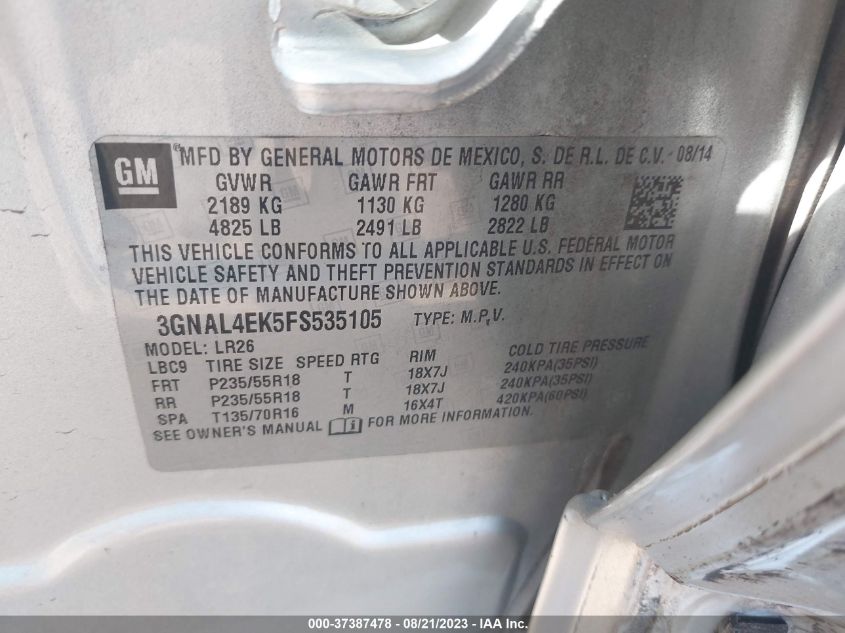 GM ®MFD BY GENERAL MOTORS DE MEXICO, S. DE R.L. DE C.V. 08/14
GVWR GAWR FRT GAWR RR
2189 KG 1130 KG 1280 KG
4825 LB 2491 LB 2822 LB
THIS VEHICLE CONFORMS TO ALL APPLICABLE U.S. FEDERAL MOTOR
VEHICLE SAFETY AND THEFT PREVENTION STANDARDS IN EFFECT ON
THE DATE OF MANUFACTURE SHOWN ABOVE.
3GNAL4EK5FS535105 TYPE: M.P.V.
MODEL: LR26
LBC9 TIRE SIZE SPEED RTG RIM COLD TIRE PRESSURE
FRT P235/55R18 T 18X7J 240KPA(35PSI)
RR P235/55R18 T 18X7J 240KPA(35PSI)
SPA T135/70R16 M 16X4T 420KPA(60PSI)
SEE OWNER'S MANUAL FOR MORE INFORMATION.
000-37387478 - 08/21/2023 - IAA Inc.